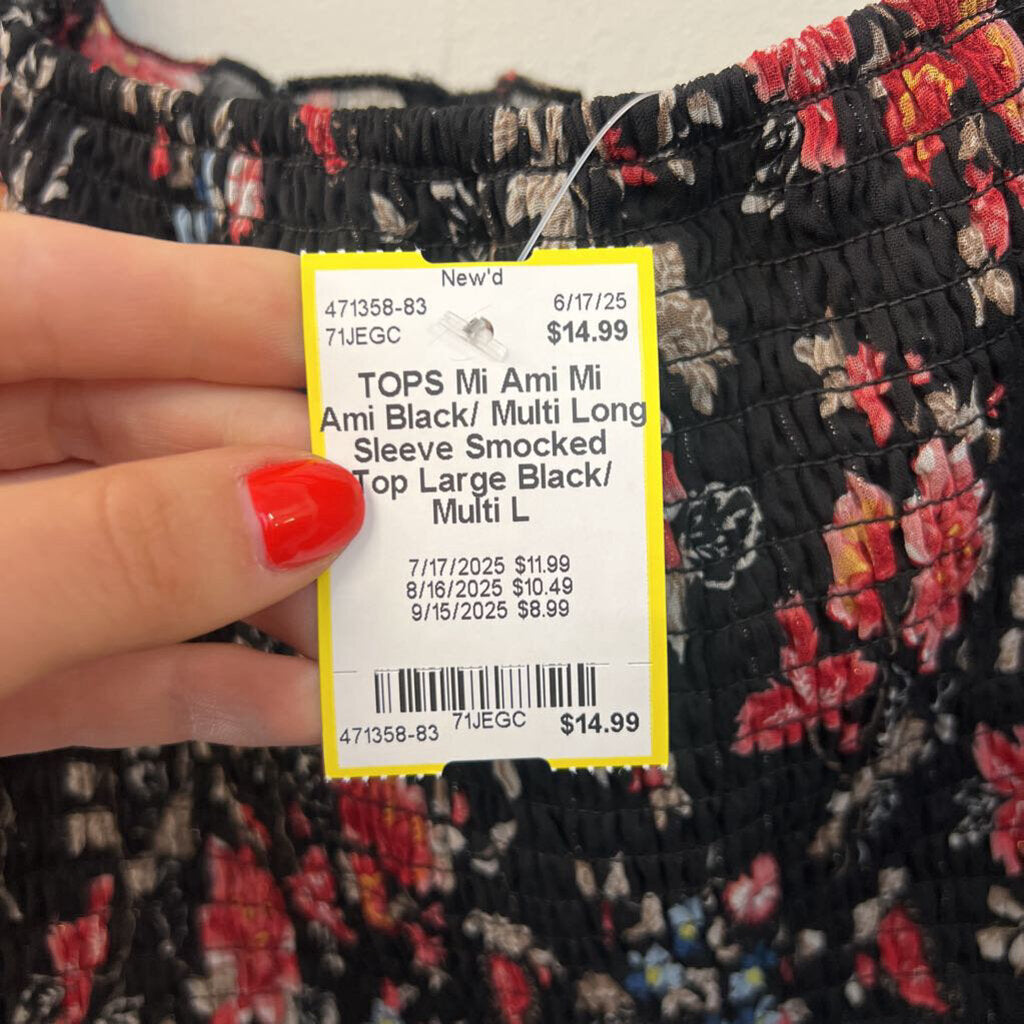 New'd
471358-83 6/17/25
71JEGC $14.99
TOPS Mi Ami Mi
Ami Black/ Multi Long
Sleeve Smocked
Top Large Black/
Multi L
7/17/2025 $11.99
8/16/2025 $10.49
9/15/2025 $8.99
471358-83 71JEGC $14.99